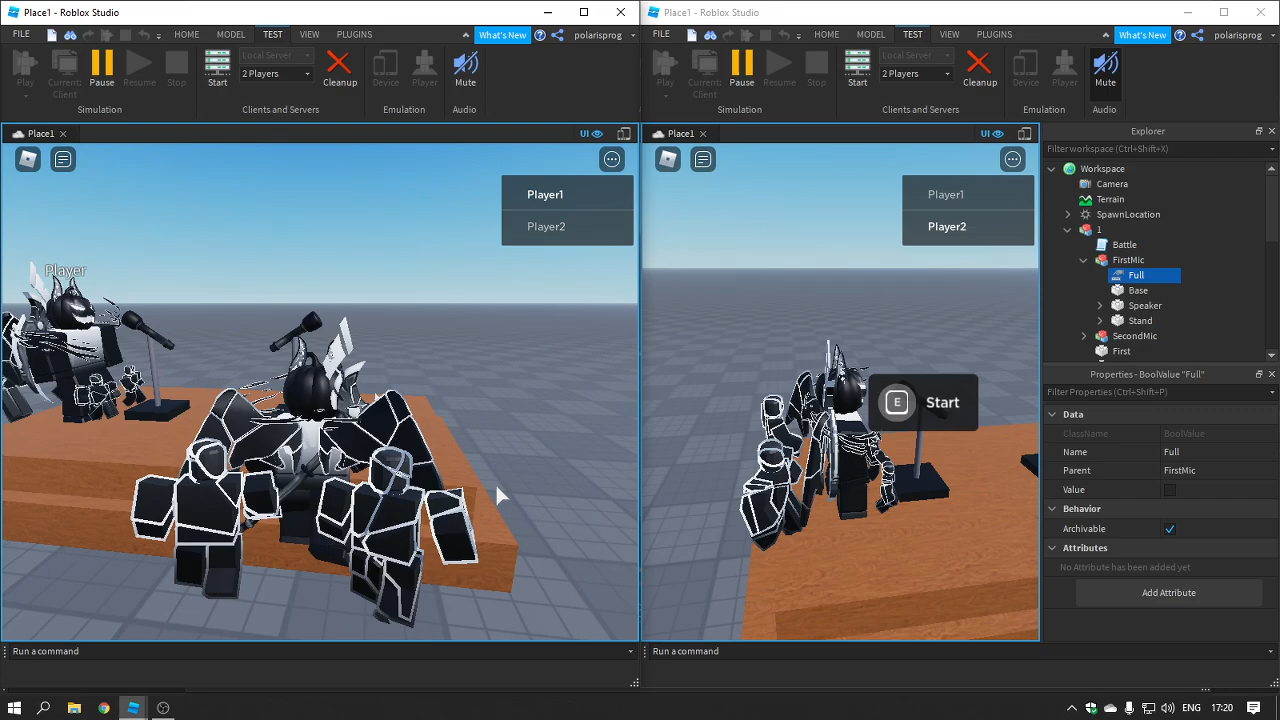 Place1 - Roblox Studio
FILE HOME MODEL TEST VIEW PLUGINS What's New polarisprog
Local Server
2 Players
Play Current: Client Pause Resume Stop Start Cleanup Device Player Mute
Simulation Clients and Servers Emulation Audio
Place1 UI
Player1
Player2
Player
Run a command
Place1 - Roblox Studio
FILE HOME MODEL TEST VIEW PLUGINS What's New polarisprog
Local Server
2 Players
Play Current: Client Pause Resume Stop Start Cleanup Device Player Mute
Simulation Clients and Servers Emulation Audio
Place1 UI
Player1
Player2
E Start
Run a command
Explorer
Filter workspace (Ctrl+Shift+X)
Workspace
Camera
Terrain
SpawnLocation
1
Battle
FirstMic
Full
Base
Speaker
Stand
SecondMic
First
Properties - BoolValue "Full"
Filter Properties (Ctrl+Shift+P)
Data
ClassName BoolValue
Name Full
Parent FirstMic
Value
Behavior
Archivable
Attributes
No Attribute has been added yet
Add Attribute
ENG 17:20